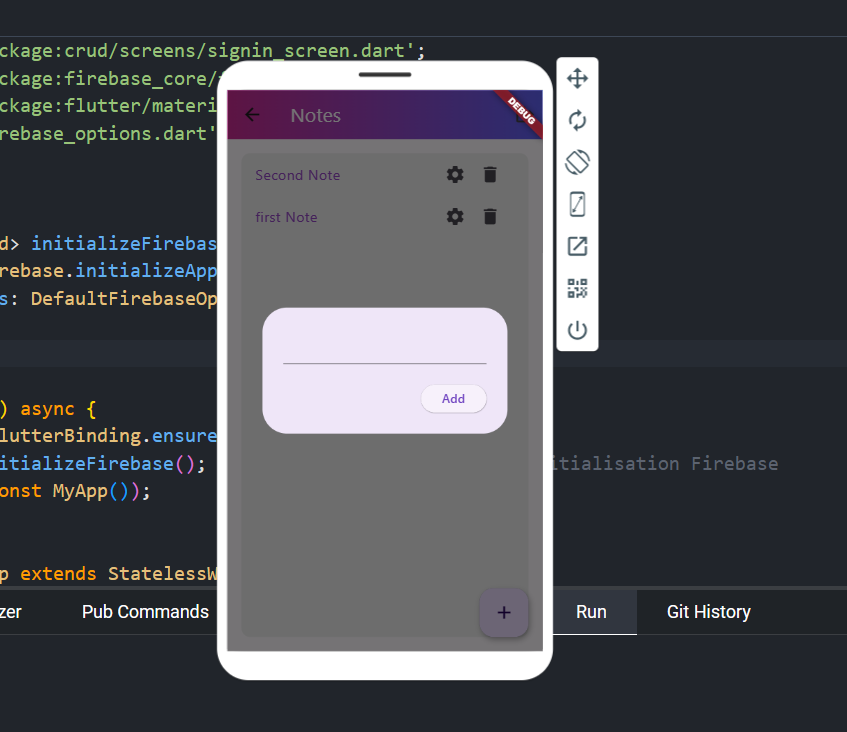 ckage:crud/screens/signin_screen.dart';
ckage:firebase_core/
ckage:flutter/materi
rebase_options.dart'
Notes
DEBUG
Second Note
first Note
d> initializeFirebas
rebase.initializeApp
s: DefaultFirebaseOp
Add
) async {
lutterBinding.ensure
itializeFirebase();
itialisation Firebase
onst MyApp());
p extends StatelessW
+
zer
Pub Commands
Run
Git History